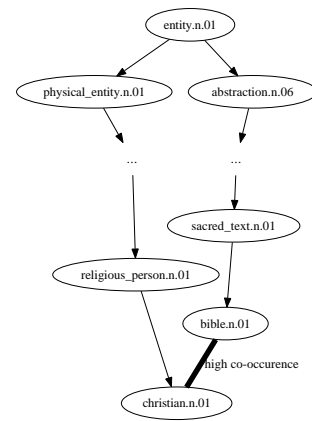 entity.n.01
physical_entity.n.01
abstraction.n.06
...
...
sacred_text.n.01
religious_person.n.01
bible.n.01
high co-occurence
christian.n.01